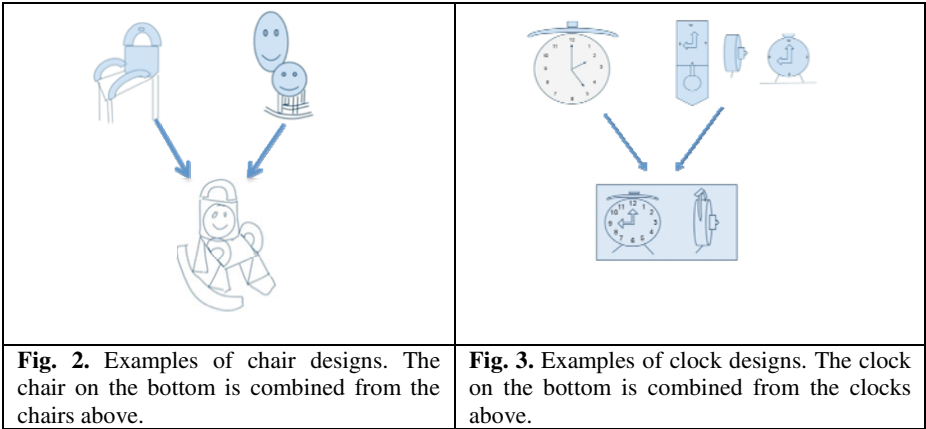 Fig. 2. Examples of chair designs. The
chair on the bottom is combined from the
chairs above.
Fig. 3. Examples of clock designs. The clock
on the bottom is combined from the clocks
above.